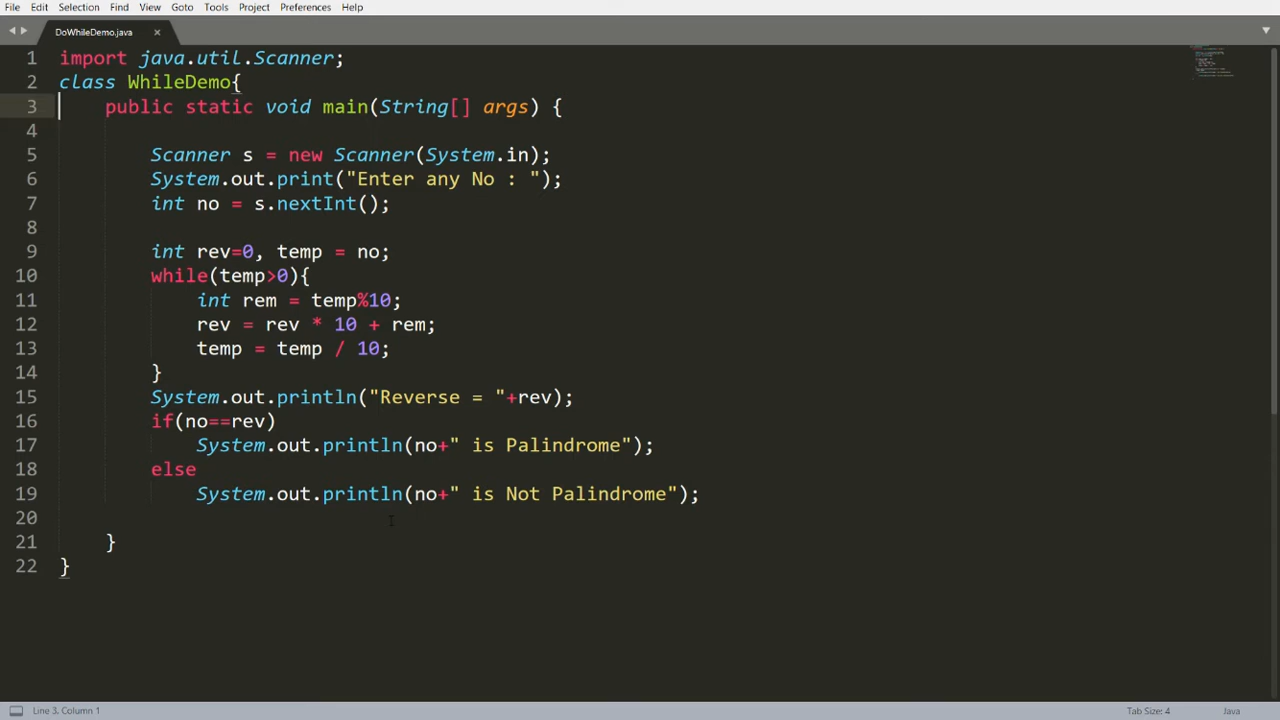 File Edit Selection Find View Goto Tools Project Preferences Help
DoWhileDemo.java ×
1 import java.util.Scanner;
2 class WhileDemo{
3 public static void main(String[] args) {
4
5 Scanner s = new Scanner(System.in);
6 System.out.print("Enter any No : ");
7 int no = s.nextInt();
8
9 int rev=0, temp = no;
10 while(temp>0){
11 int rem = temp%10;
12 rev = rev * 10 + rem;
13 temp = temp / 10;
14 }
15 System.out.println("Reverse = "+rev);
16 if(no==rev)
17 System.out.println(no+" is Palindrome");
18 else
19 System.out.println(no+" is Not Palindrome");
20
21 }
22 }
Line 3, Column 1 Tab Size: 4 Java